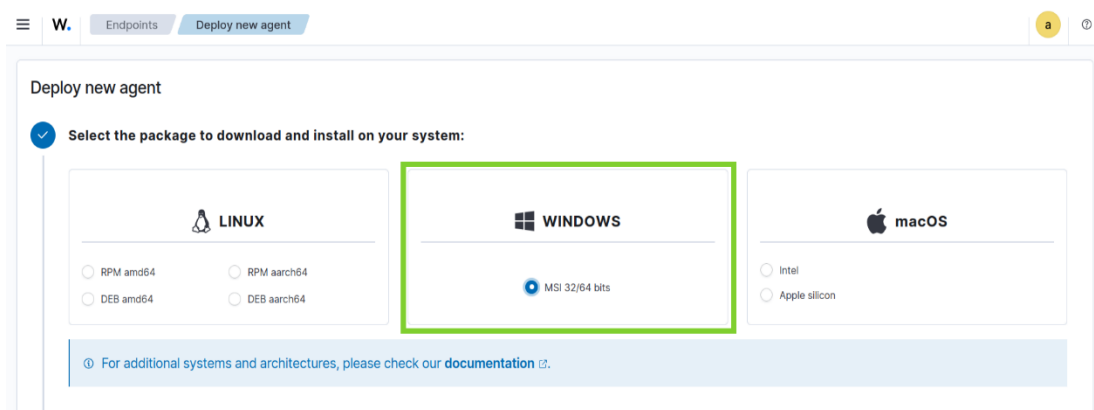 W. Endpoints Deploy new agent a
Deploy new agent
Select the package to download and install on your system:
LINUX
RPM amd64 RPM aarch64
DEB amd64 DEB aarch64
WINDOWS
MSI 32/64 bits
macOS
Intel
Apple silicon
For additional systems and architectures, please check our documentation.